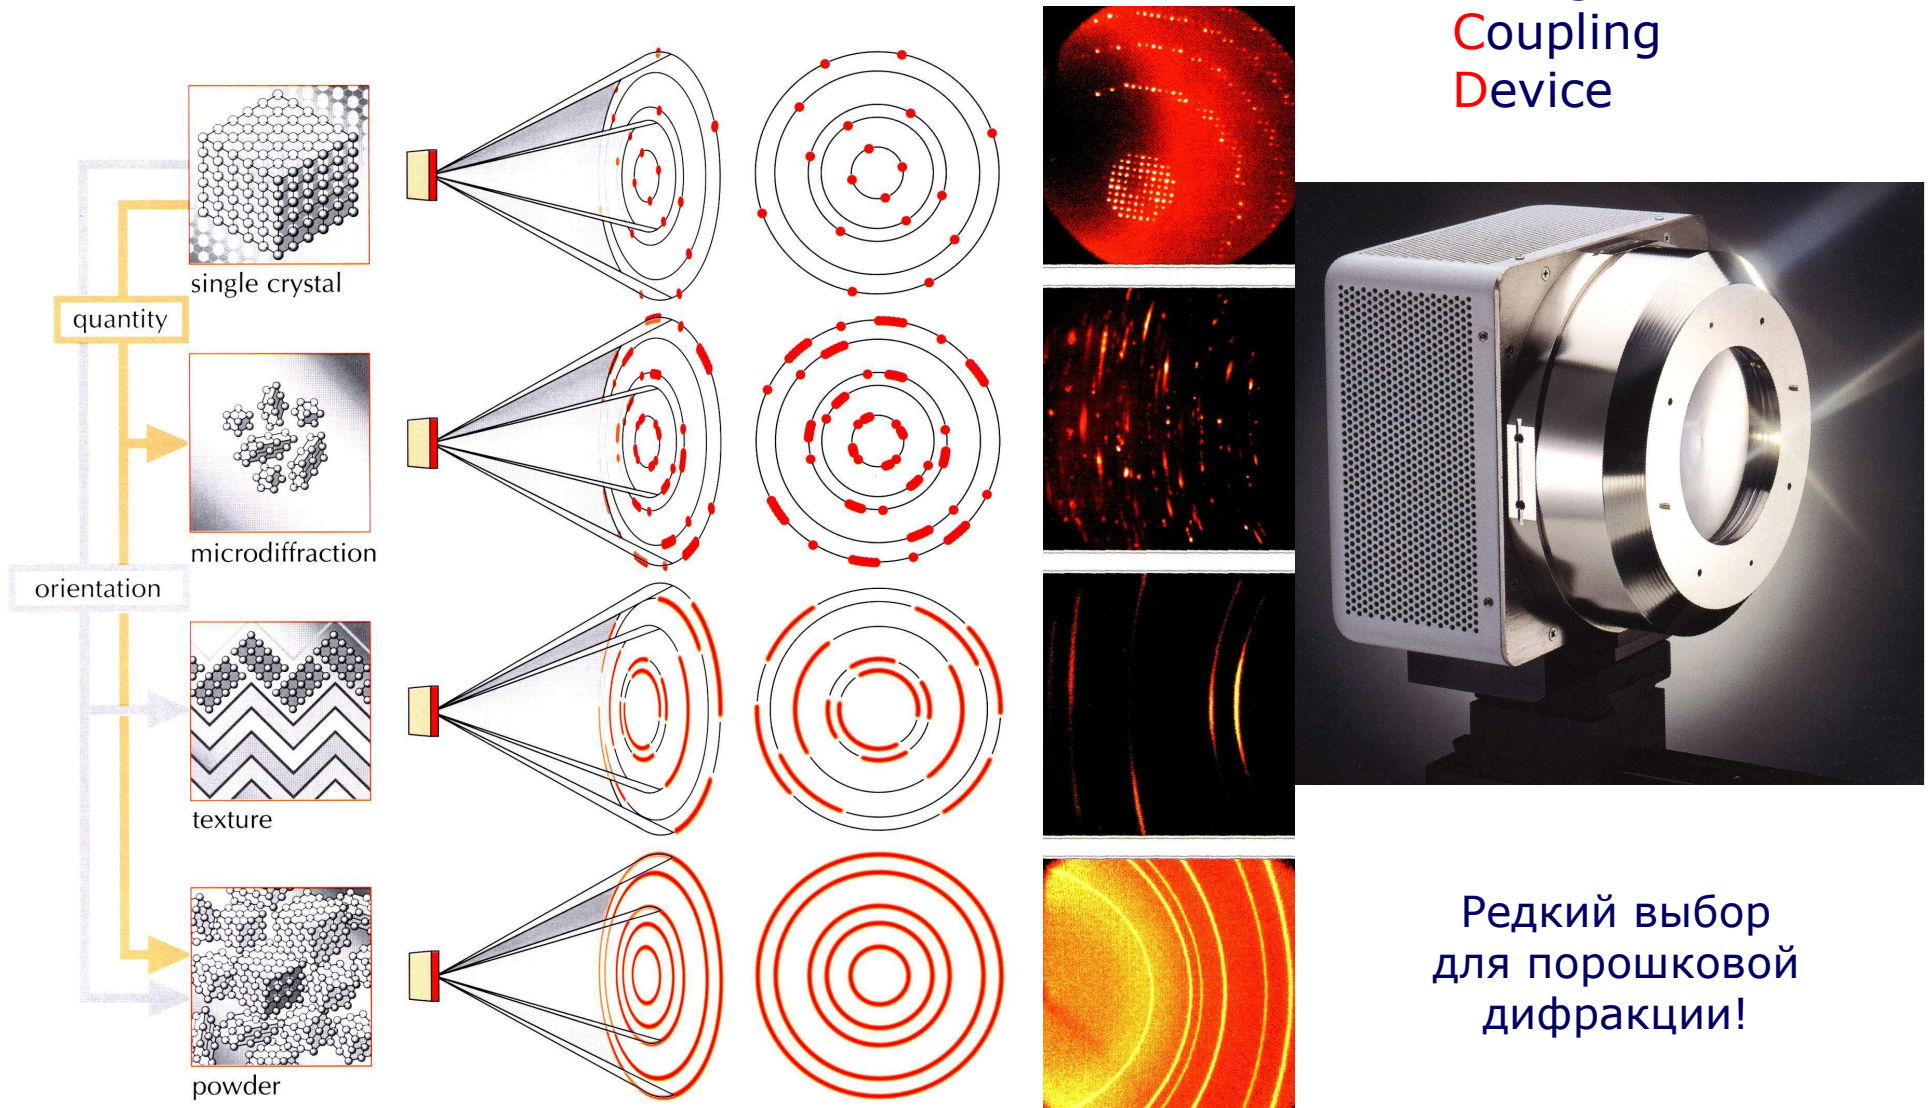 Coupling
Device
single crystal
quantity
microdiffraction
orientation
texture
powder
Редкий выбор
для порошковой
дифракции!